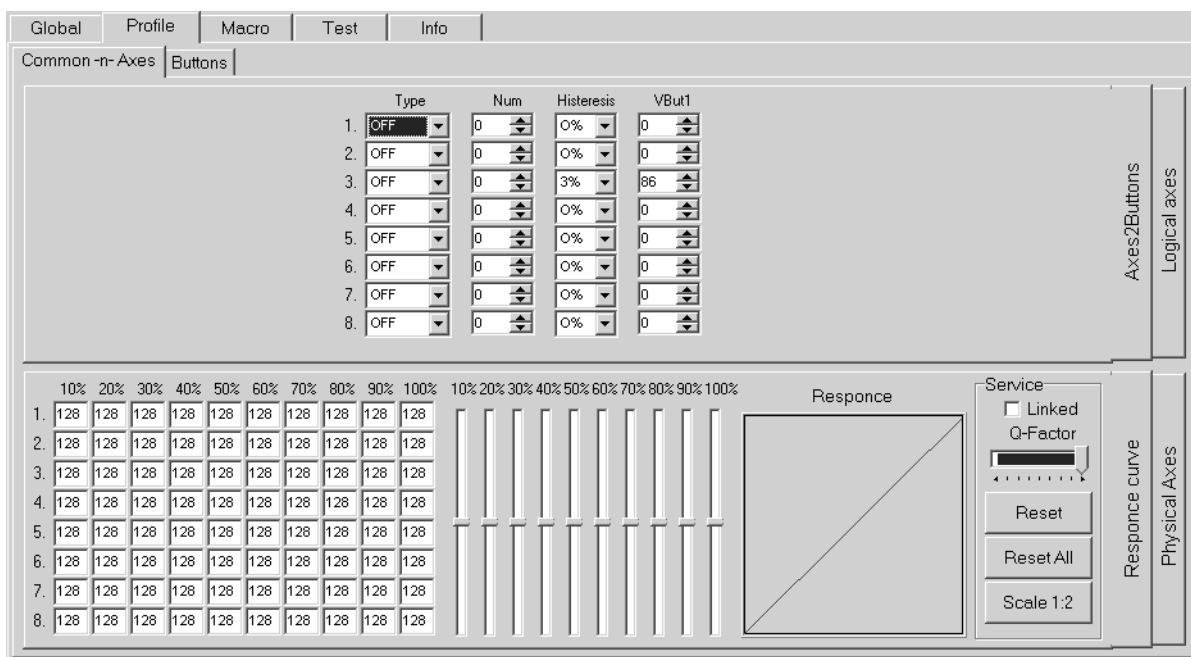 Global Profile Macro Test Info
Common -n- Axes Buttons
Type Num Histeresis VBut1
1. OFF 0 0% 0
2. OFF 0 0% 0
3. OFF 0 3% 86
4. OFF 0 0% 0
5. OFF 0 0% 0
6. OFF 0 0% 0
7. OFF 0 0% 0
8. OFF 0 0% 0
Axes2Buttons
Logical axes
10% 20% 30% 40% 50% 60% 70% 80% 90% 100%
1. 128 128 128 128 128 128 128 128 128 128
2. 128 128 128 128 128 128 128 128 128 128
3. 128 128 128 128 128 128 128 128 128 128
4. 128 128 128 128 128 128 128 128 128 128
5. 128 128 128 128 128 128 128 128 128 128
6. 128 128 128 128 128 128 128 128 128 128
7. 128 128 128 128 128 128 128 128 128 128
8. 128 128 128 128 128 128 128 128 128 128
10% 20% 30% 40% 50% 60% 70% 80% 90% 100%
Responce
Service
Linked
Q-Factor
Reset
Reset All
Scale 1:2
Responce curve
Physical Axes